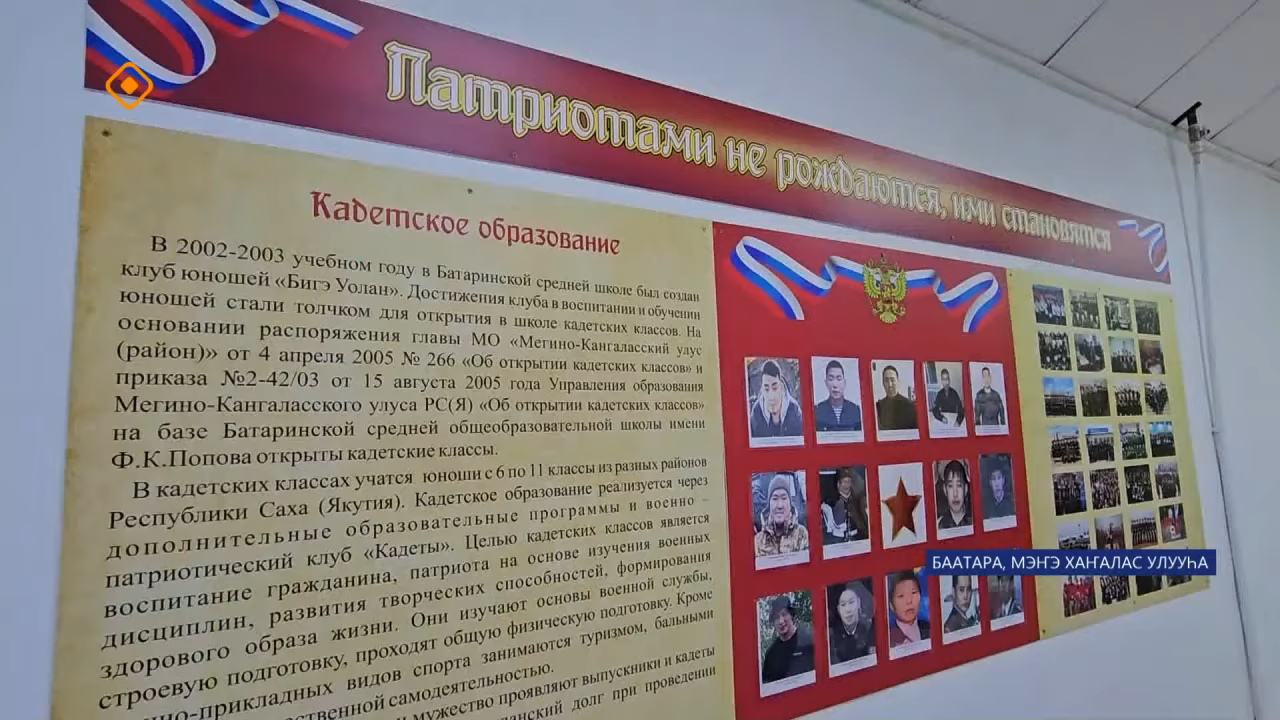 Патриотами не рождаются, ими становятся
Кадетское образование
В 2002-2003 учебном году в Батаринской средней школе был создан
клуб юношей «Бигэ Уолан». Достижения клуба в воспитании и обучении
юношей стали толчком для открытия в школе кадетских классов. На
основании распоряжения главы МО «Мегино-Кангаласский улус
(район)» от 4 апреля 2005 № 266 «Об открытии кадетских классов» и
приказа №2-42/03 от 15 августа 2005 года Управления образования
Мегино-Кангаласского улуса РС(Я) «Об открытии кадетских классов»
на базе Батаринской средней общеобразовательной школы имени
Ф.К.Попова открыты кадетские классы.
В кадетских классах учатся юноши с 6 по 11 классы из разных районов
Республики Саха (Якутия). Кадетское образование реализуется через
дополнительные образовательные программы и военно –
патриотический клуб «Кадеты». Целью кадетских классов является
воспитание гражданина, патриота на основе изучения военных
дисциплин, развития творческих способностей, формирования
здорового образа жизни. Они изучают основы военной службы,
строевую подготовку, проходят общую физическую подготовку. Кроме
но-прикладных видов спорта занимаются туризмом, бальными
ственной самодеятельностью.
и мужество проявляют выпускники и кадеты
данский долг при проведении
БААТАРА, МЭҤЭ ХАҤАЛАС УЛУУҺА